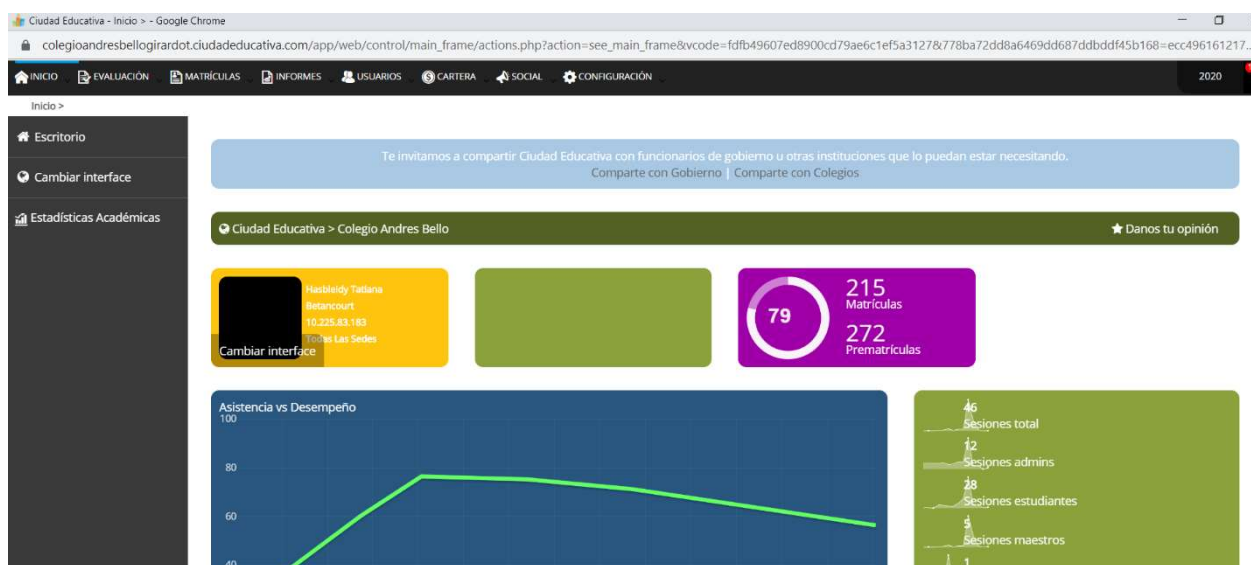 Ciudad Educativa - Inicio > - Google Chrome
colegioandresbellogirardot.ciudadeducativa.com/app/web/control/main_frame/actions.php?action=see_main_frame&vcode=fdfb49607ed8900cd79ae6c1ef5a3127&778ba72dd8a6469dd687ddbddf45b168=ecc496161217...
INICIO EVALUACIÓN MATRÍCULAS INFORMES USUARIOS CARTERA SOCIAL CONFIGURACIÓN 2020
Inicio >
Escritorio
Cambiar interface
Estadísticas Académicas
Te invitamos a compartir Ciudad Educativa con funcionarios de gobierno u otras instituciones que lo puedan estar necesitando.
Comparte con Gobierno | Comparte con Colegios
Ciudad Educativa > Colegio Andres Bello
Danos tu opinión
Hasbleidy Tatiana
Betancourt
10.225.83.183
Todas Las Sedes
Cambiar interface
79
215
Matrículas
272
Prematrículas
Asistencia vs Desempeño
100
80
60
40
46
Sesiones total
12
Sesiones admins
28
Sesiones estudiantes
5
Sesiones maestros
1